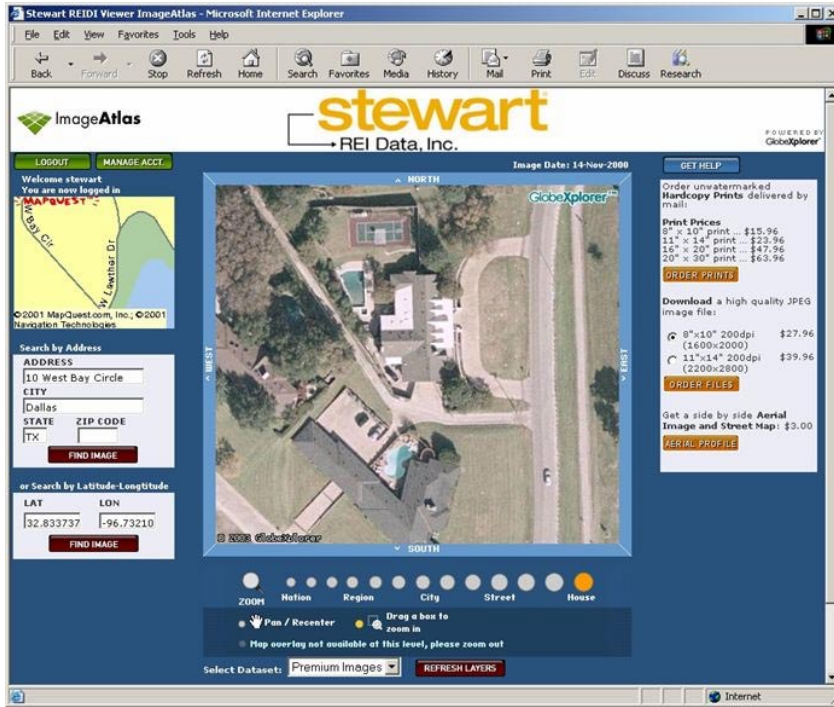 Stewart REIDI Viewer ImageAtlas - Microsoft Internet Explorer
File Edit View Favorites Tools Help
Back Forward Stop Refresh Home Search Favorites Media History Mail Print Edit Discuss Research
ImageAtlas
stewart
REI Data, Inc.
POWERED BY
GlobeXplorer
LOGOUT MANAGE ACCT.
Welcome stewart
You are now logged in
MAPQUEST
W Bay Cir
W Lawther Dr
©2001 MapQuest.com, Inc.; ©2001
Navigation Technologies
Search by Address
ADDRESS
10 West Bay Circle
CITY
Dallas
STATE ZIP CODE
TX
FIND IMAGE
or Search by Latitude-Longtitude
LAT LON
32.833737 -96.73210
FIND IMAGE
Image Date: 14-Nov-2000
^ NORTH
GlobeXplorer
WEST
EAST
© 2003 GlobeXplorer
SOUTH
ZOOM Nation Region City Street House
Pan / Recenter Drag a box to
zoom in
Map overlay not available at this level, please zoom out
Select Dataset: Premium Images REFRESH LAYERS
GET HELP
Order unwatermarked
Hardcopy Prints delivered by
mail:
Print Prices
8" x 10" print ... $15.96
11" x 14" print ... $23.96
16" x 20" print ... $47.96
20" x 30" print ... $63.96
ORDER PRINTS
Download a high quality JPEG
image file:
8"x10" 200dpi $27.96
(1600x2000)
11"x14" 200dpi $39.96
(2200x2800)
ORDER FILES
Get a side by side Aerial
Image and Street Map: $3.00
AERIAL PROFILE
Internet